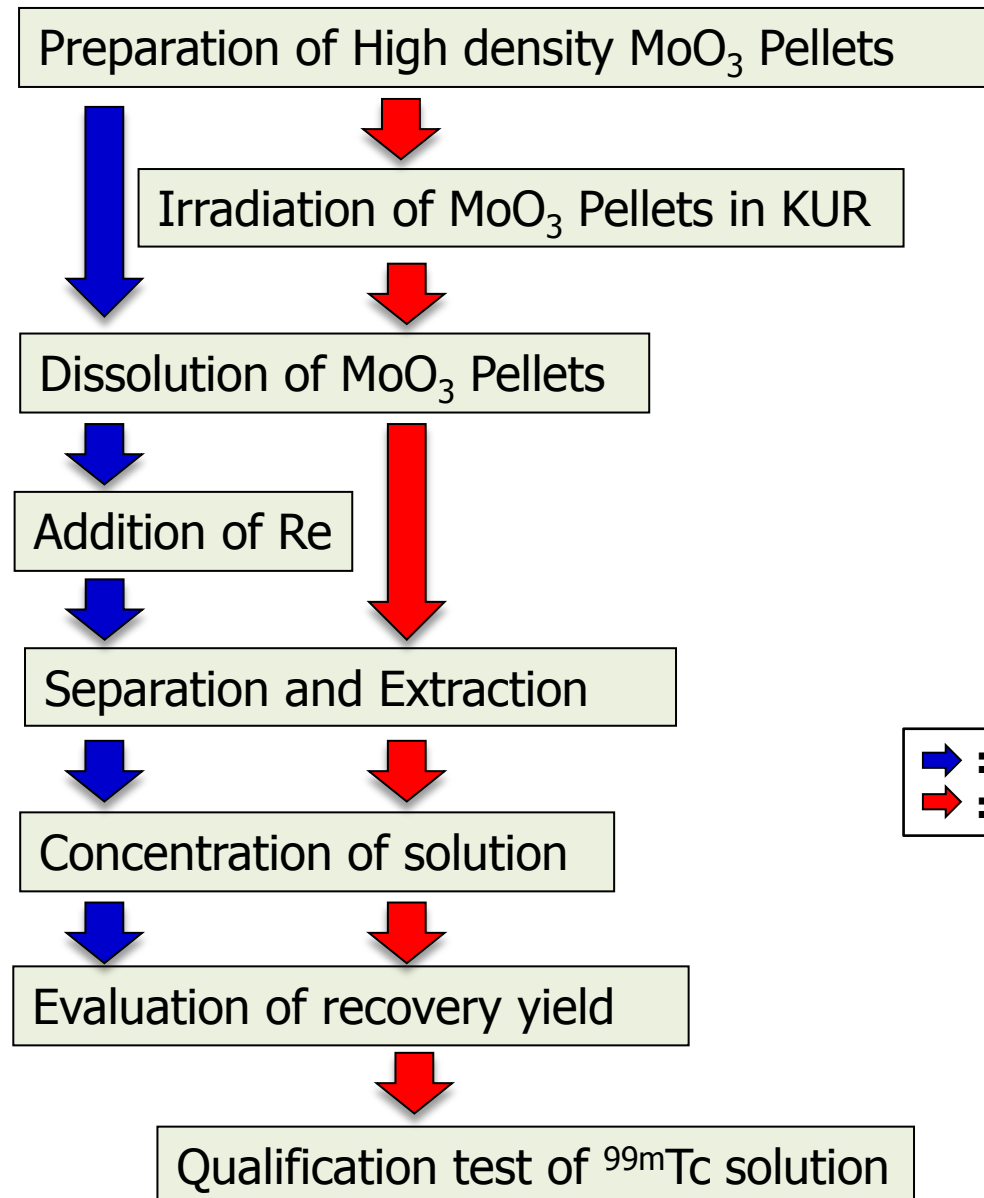 Preparation of High density MoO₃ Pellets
Irradiation of MoO₃ Pellets in KUR
Dissolution of MoO₃ Pellets
Addition of Re
Separation and Extraction
:
:
Concentration of solution
Evaluation of recovery yield
Qualification test of ⁹⁹ᵐTc solution